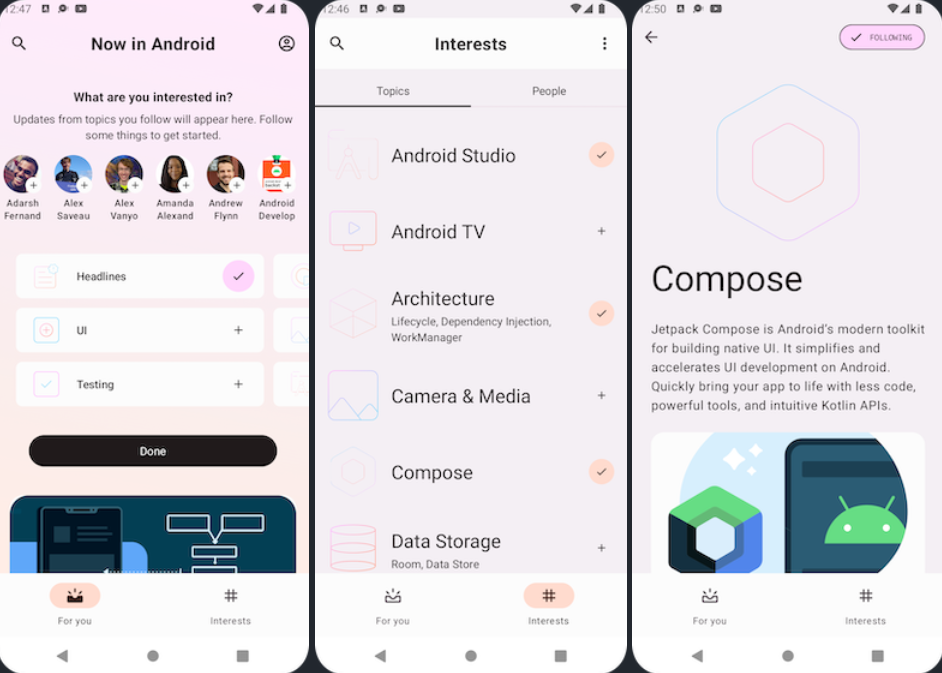 12:47
Now in Android
What are you interested in?
Updates from topics you follow will appear here. Follow
some things to get started.
Adarsh
Fernand
Alex
Saveau
Alex
Vanyo
Amanda
Alexand
Andrew
Flynn
Android
Develop
Headlines
UI
Testing
Done
For you
Interests
12:46
Interests
Topics
People
Android Studio
Android TV
Architecture
Lifecycle, Dependency Injection,
WorkManager
Camera & Media
Compose
Data Storage
Room, Data Store
For you
Interests
12:50
FOLLOWING
Compose
Jetpack Compose is Android's modern toolkit
for building native UI. It simplifies and
accelerates UI development on Android.
Quickly bring your app to life with less code,
powerful tools, and intuitive Kotlin APIs.
For you
Interests